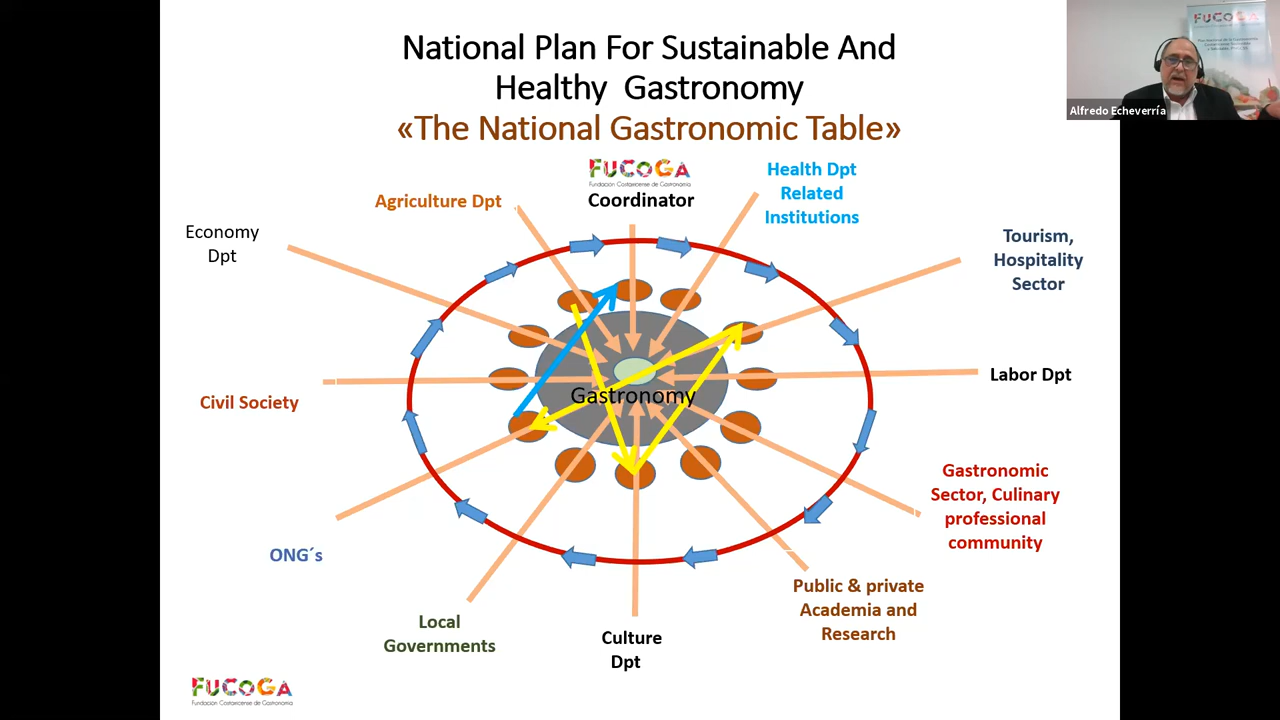 National Plan For Sustainable And
Healthy Gastronomy
«The National Gastronomic Table»
FUCOGA
Fundación Costarricense de Gastronomía
Coordinator
Health Dpt
Related
Institutions
Agriculture Dpt
Economy
Dpt
Tourism,
Hospitality
Sector
Labor Dpt
Gastronomy
Civil Society
Gastronomic
Sector, Culinary
professional
community
ONG´s
Public & private
Academia and
Research
Local
Governments
Culture
Dpt
FUCOGA
Fundación Costarricense de Gastronomía
FUCOGA
Alfredo Echeverría